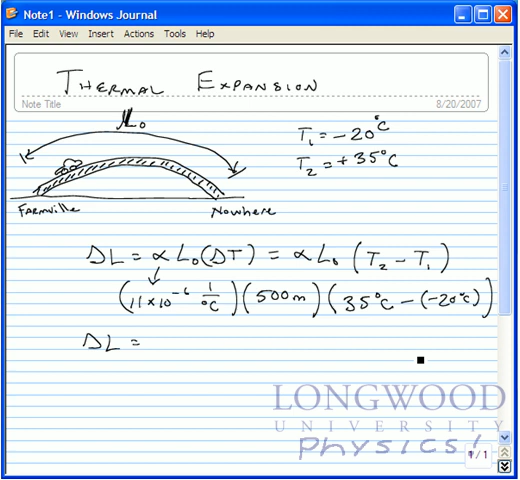 Note1 - Windows Journal
File Edit View Insert Actions Tools Help
THERMAL EXPANSION
Note Title
8/20/2007
L₀
T₁ = -20°C
T₂ = +35°C
FARMVILLE
NOWHERE
ΔL = α L₀ (ΔT) = α L₀ (T₂ - T₁)
(11 × 10⁻⁶ 1/°C) (500 m) (35°C - (-20°C))
ΔL =
LONGWOOD
UNIVERSITY
PHYSICS!
1/1